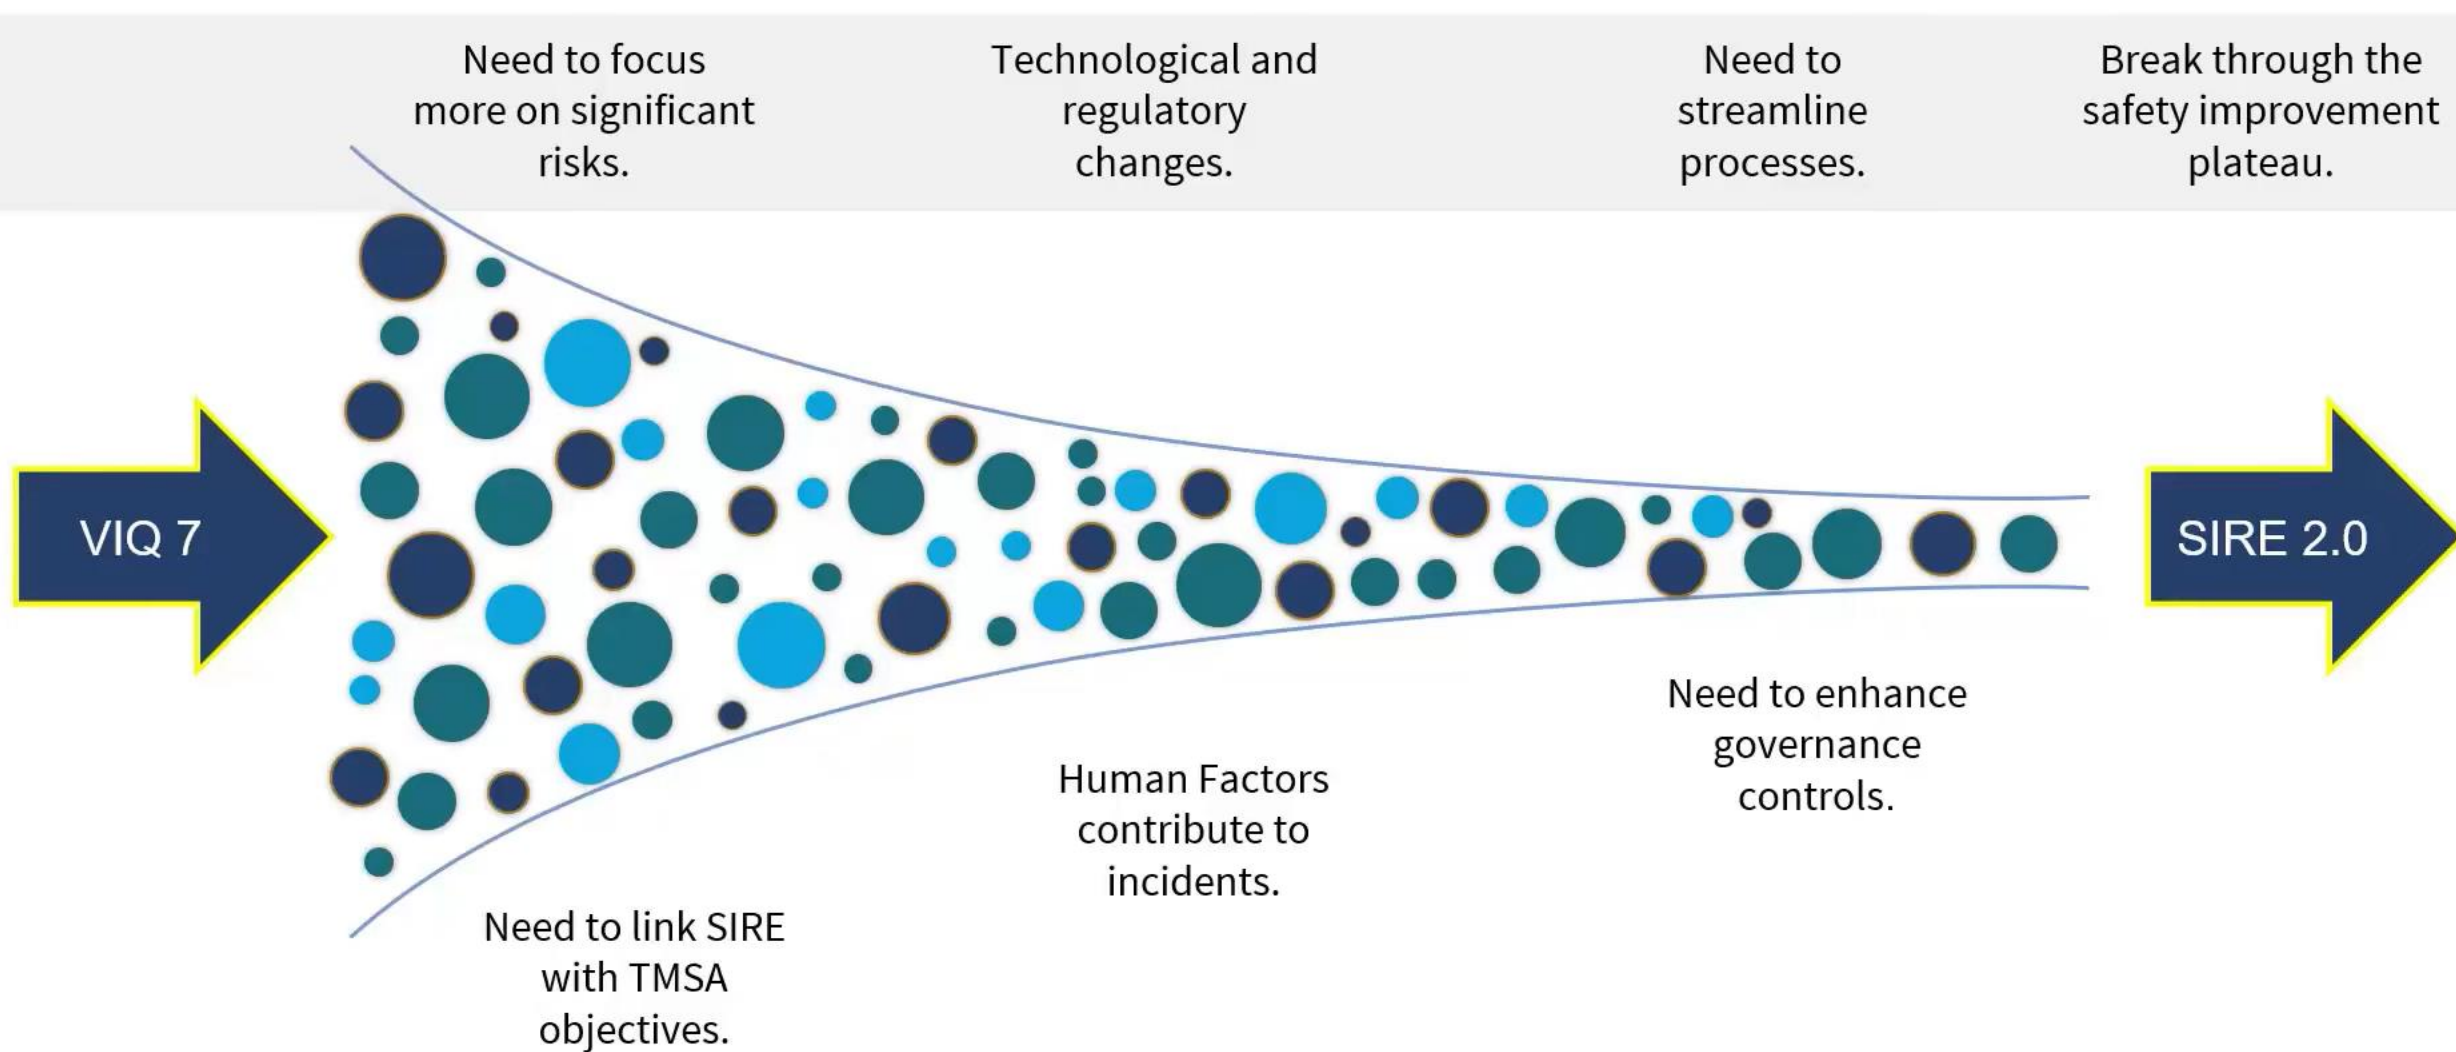 Need to focus
more on significant
risks.
Technological and
regulatory
changes.
Need to
streamline
processes.
Break through the
safety improvement
plateau.
VIQ 7
SIRE 2.0
Need to link SIRE
with TMSA
objectives.
Human Factors
contribute to
incidents.
Need to enhance
governance
controls.